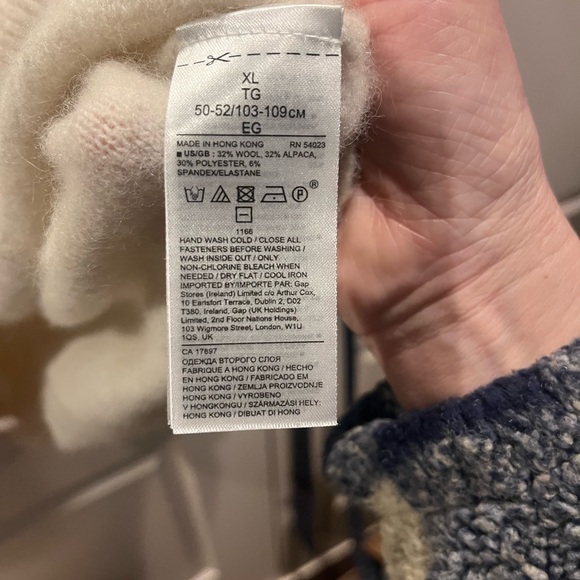 XL
TG
50-52/103-109CM
EG
MADE IN HONG KONG RN 54023
■ US/GB : 32% WOOL, 32% ALPACA,
30% POLYESTER, 6%
SPANDEX/ELASTANE
P ®
1166
HAND WASH COLD / CLOSE ALL
FASTENERS BEFORE WASHING /
WASH INSIDE OUT / ONLY
NON-CHLORINE BLEACH WHEN
NEEDED / DRY FLAT / COOL IRON
IMPORTED BY/IMPORTE PAR: Gap
Stores (Ireland) Limited c/o Arthur Cox,
10 Earlsfort Terrace, Dublin 2, D02
T380, Ireland, Gap (UK Holdings)
Limited, 2nd Floor Nations House,
103 Wigmore Street, London, W1U
1QS, UK
CA 17897
ОДЕЖДА ВТОРОГО СЛОЯ
FABRIQUE A HONG KONG / HECHO
EN HONG KONG / FABRICADO EM
HONG KONG / ZEMLJA PROIZVODNJE
HONG KONG / WYROBENO
V HONGKONGU / SZÁRMAZÁSI HELY:
HONG KONG / DIBUAT DI HONG